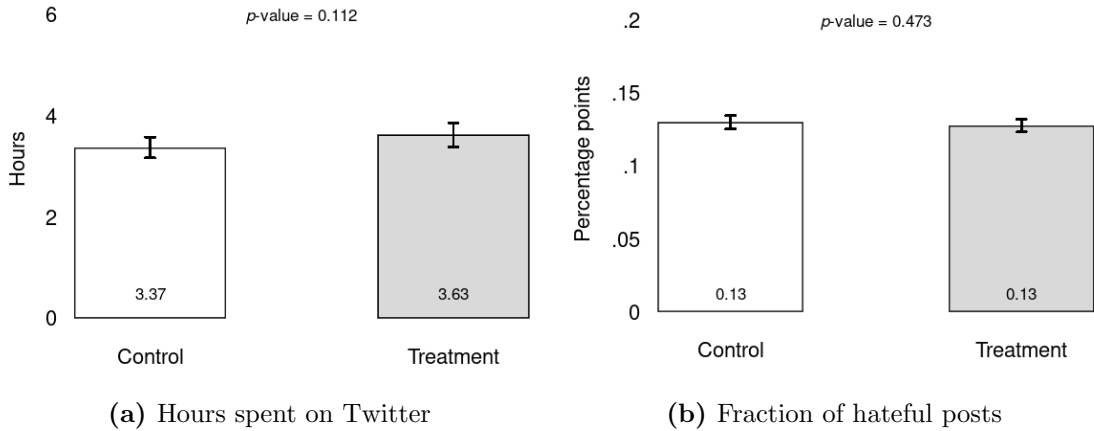 p-value = 0.112
6
4
2
0
Hours
3.37
3.63
Control
Treatment
(a) Hours spent on Twitter
p-value = 0.473
.2
.15
.1
.05
0
Percentage points
0.13
0.13
Control
Treatment
(b) Fraction of hateful posts